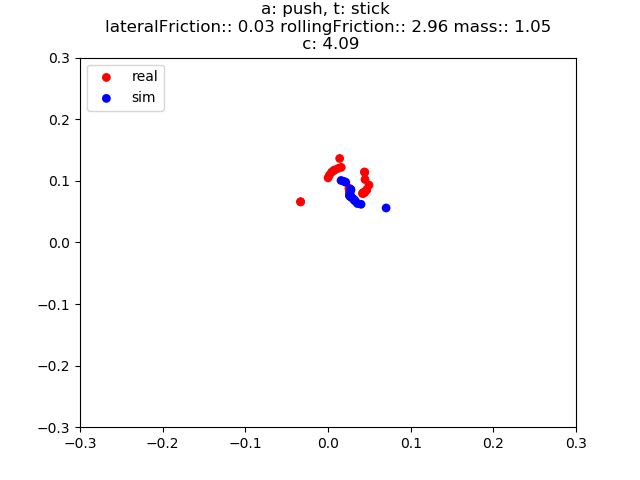 a: push, t: stick
lateralFriction:: 0.03 rollingFriction:: 2.96 mass:: 1.05
c: 4.09
real
sim
0.3
0.2
0.1
0.0
−0.1
−0.2
−0.3
−0.3
−0.2
−0.1
0.0
0.1
0.2
0.3